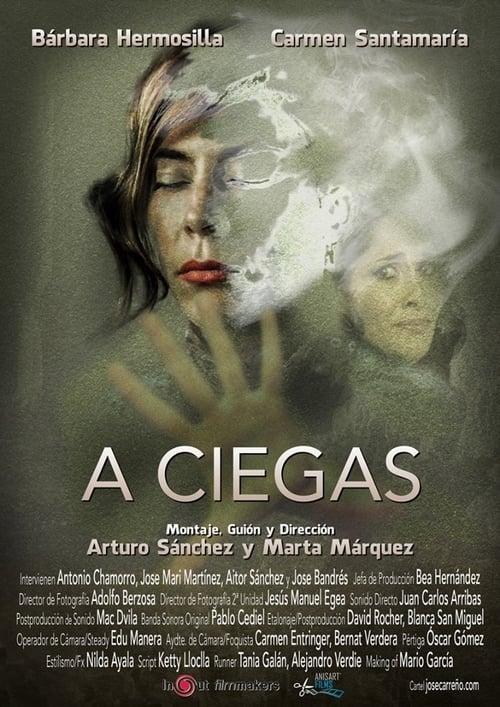 Bárbara Hermosilla Carmen Santamaría
A CIEGAS
Montaje, Guión y Dirección
Arturo Sánchez y Marta Márquez
Intervienen Antonio Chamorro, Jose Mari Martínez, Aitor Sánchez y Jose Bandrés Jefa de Producción Bea Hernández
Director de Fotografía Adolfo Berzosa Director de Fotografía 2ª Unidad Jesús Manuel Egea Sonido Directo Juan Carlos Arribas
Postproducción de Sonido Mac Dvila Banda Sonora Original Pablo Cediel Etalonaje/Postproducción David Rocher, Blanca San Miguel
Operador de Cámara/Steady Edu Manera Aydte. de Cámara/Foquista Carmen Entringer, Bernat Verdera Pértiga Óscar Gómez
Estilismo/Fx Nilda Ayala Script Ketty Lloclla Runner Tania Galán, Alejandro Verdie Making of Mario García
In Out filmmakers ANISART FILMS Cartel josecarreño.com